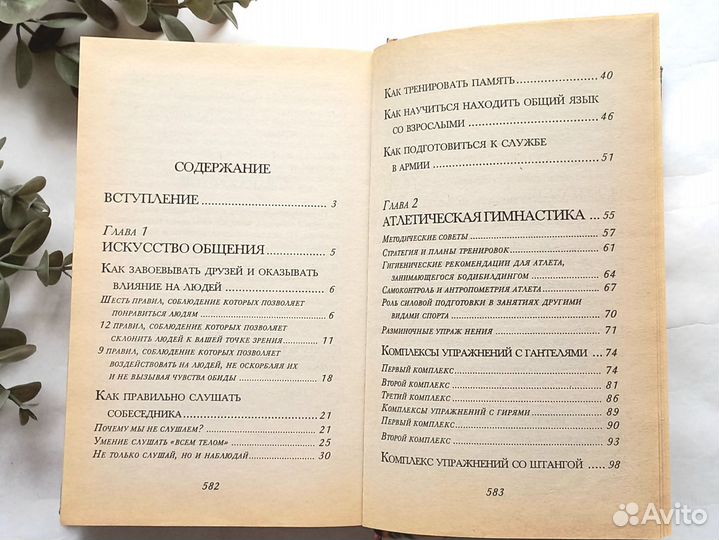 СОДЕРЖАНИЕ
ВСТУПЛЕНИЕ ........ 3
Глава 1
ИСКУССТВО ОБЩЕНИЯ ........ 5
Как завоевывать друзей и оказывать
влияние на людей ........ 6
Шесть правил, соблюдение которых позволяет
понравиться людям ........ 6
12 правил, соблюдение которых позволяет
склонить людей к вашей точке зрения ........ 11
9 правил, соблюдение которых позволяет
воздействовать на людей, не оскорбляя их
и не вызывая чувства обиды ........ 18
Как правильно слушать
собеседника ........ 21
Почему мы не слушаем? ........ 21
Умение слушать «всем телом» ........ 25
Не только слушай, но и наблюдай ........ 30
582
Как тренировать память ........ 40
Как научиться находить общий язык
со взрослыми ........ 46
Как подготовиться к службе
в армии ........ 51
Глава 2
АТЛЕТИЧЕСКАЯ ГИМНАСТИКА ... 55
Методические советы ........ 57
Стратегия и планы тренировок ........ 61
Гигиенические рекомендации для атлета,
занимающегося бодибилдингом ........ 64
Самоконтроль и антропометрия атлета ........ 67
Роль силовой подготовки в занятиях другими
видами спорта ........ 70
Разминочные упраж нения ........ 71
Комплексы упражнений с гантелями ..... 74
Первый комплекс ........ 74
Второй комплекс ........ 81
Третий комплекс ........ 86
Комплексы упражнений с гирями ........ 89
Первый комплекс ........ 90
Второй комплекс ........ 93
Комплекс упражнений со штангой ..... 98
583
Avito